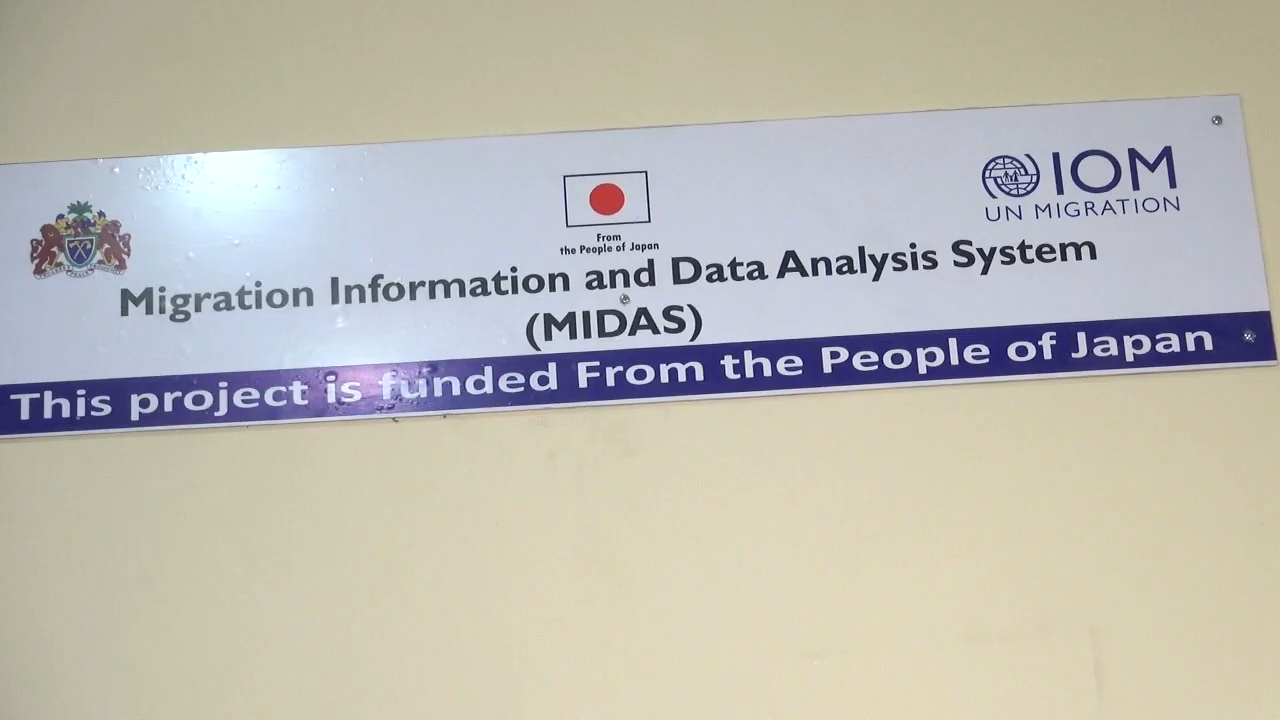 IOM
UN MIGRATION
From
the People of Japan
Migration Information and Data Analysis System
(MIDAS)
This project is funded From the People of Japan